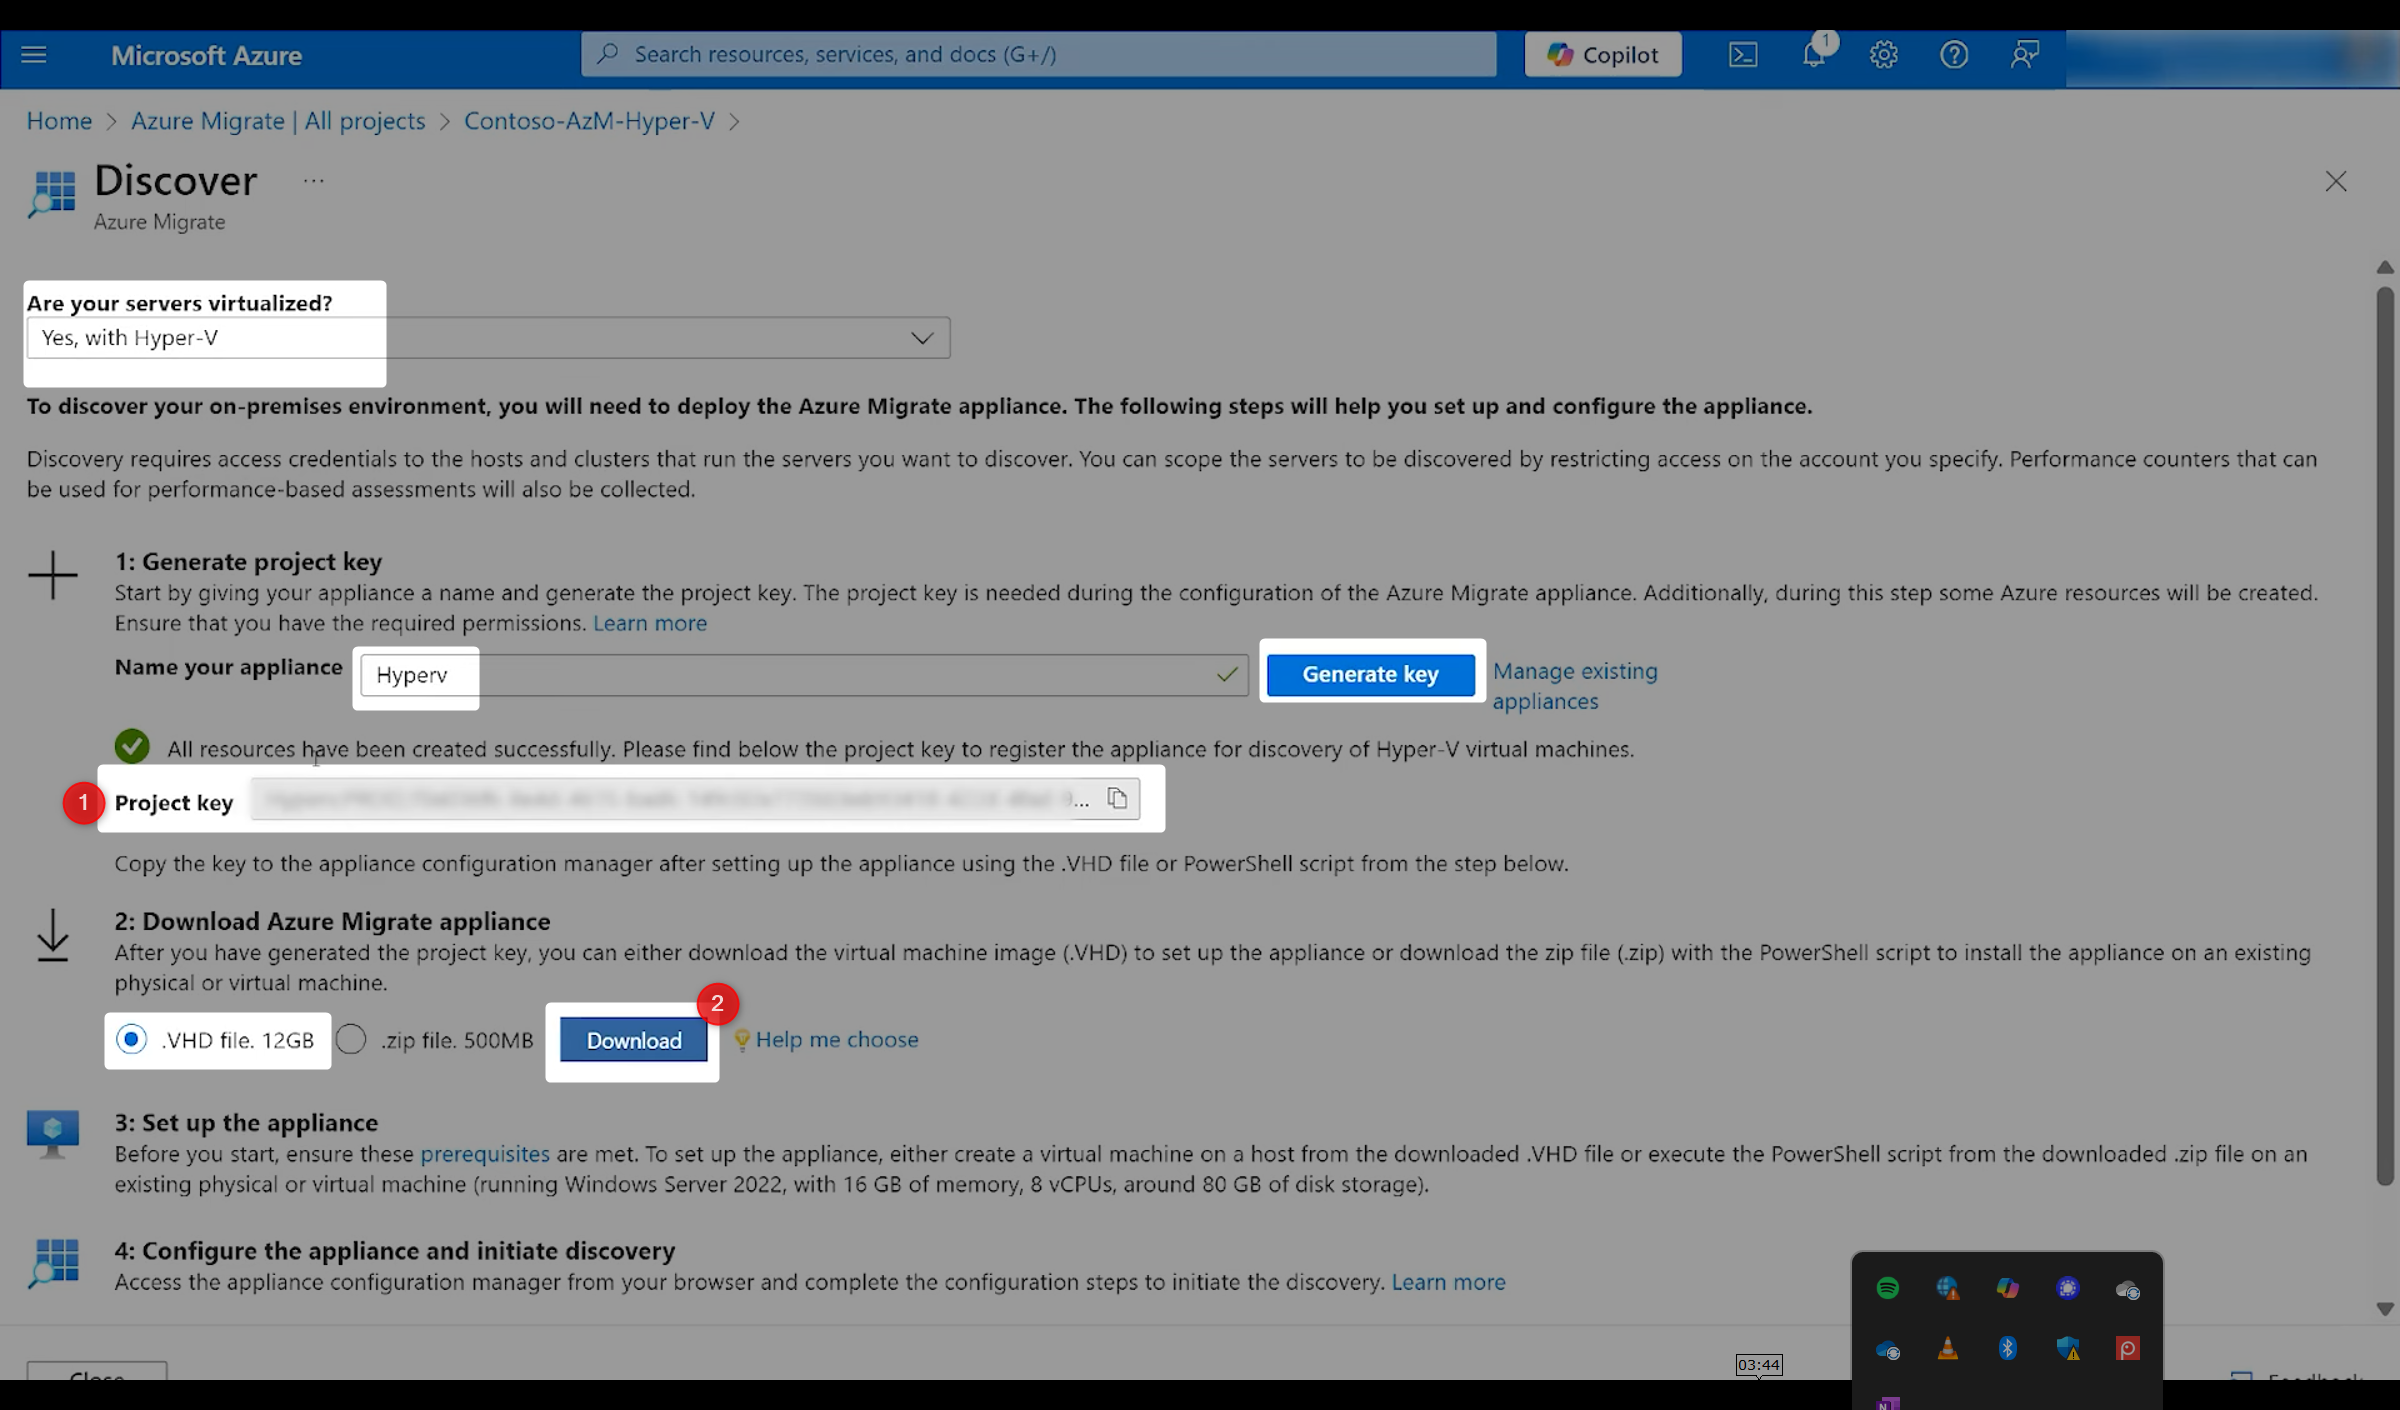 Microsoft Azure
Search resources, services, and docs (G+/)
Copilot
1
Home > Azure Migrate | All projects > Contoso-AzM-Hyper-V >
Discover ...
Azure Migrate
Are your servers virtualized?
Yes, with Hyper-V
To discover your on-premises environment, you will need to deploy the Azure Migrate appliance. The following steps will help you set up and configure the appliance.
Discovery requires access credentials to the hosts and clusters that run the servers you want to discover. You can scope the servers to be discovered by restricting access on the account you specify. Performance counters that can
be used for performance-based assessments will also be collected.
1: Generate project key
Start by giving your appliance a name and generate the project key. The project key is needed during the configuration of the Azure Migrate appliance. Additionally, during this step some Azure resources will be created.
Ensure that you have the required permissions. Learn more
Name your appliance
Hyperv
Generate key
Manage existing
appliances
All resources have been created successfully. Please find below the project key to register the appliance for discovery of Hyper-V virtual machines.
1
Project key
...
Copy the key to the appliance configuration manager after setting up the appliance using the .VHD file or PowerShell script from the step below.
2: Download Azure Migrate appliance
After you have generated the project key, you can either download the virtual machine image (.VHD) to set up the appliance or download the zip file (.zip) with the PowerShell script to install the appliance on an existing
physical or virtual machine.
2
.VHD file. 12GB
.zip file. 500MB
Download
Help me choose
3: Set up the appliance
Before you start, ensure these prerequisites are met. To set up the appliance, either create a virtual machine on a host from the downloaded .VHD file or execute the PowerShell script from the downloaded .zip file on an
existing physical or virtual machine (running Windows Server 2022, with 16 GB of memory, 8 vCPUs, around 80 GB of disk storage).
4: Configure the appliance and initiate discovery
Access the appliance configuration manager from your browser and complete the configuration steps to initiate the discovery. Learn more
Close
03:44
Feedback